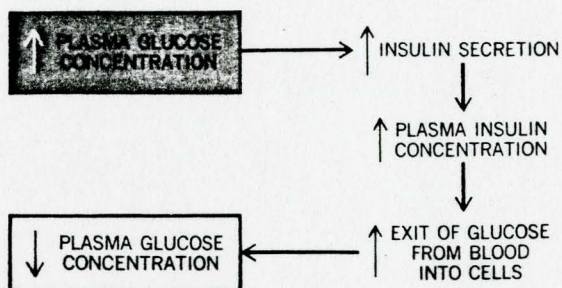 ↑ PLASMA GLUCOSE
CONCENTRATION
↑ INSULIN SECRETION
↑ PLASMA INSULIN
CONCENTRATION
↑ EXIT OF GLUCOSE
FROM BLOOD
INTO CELLS
↓ PLASMA GLUCOSE
CONCENTRATION